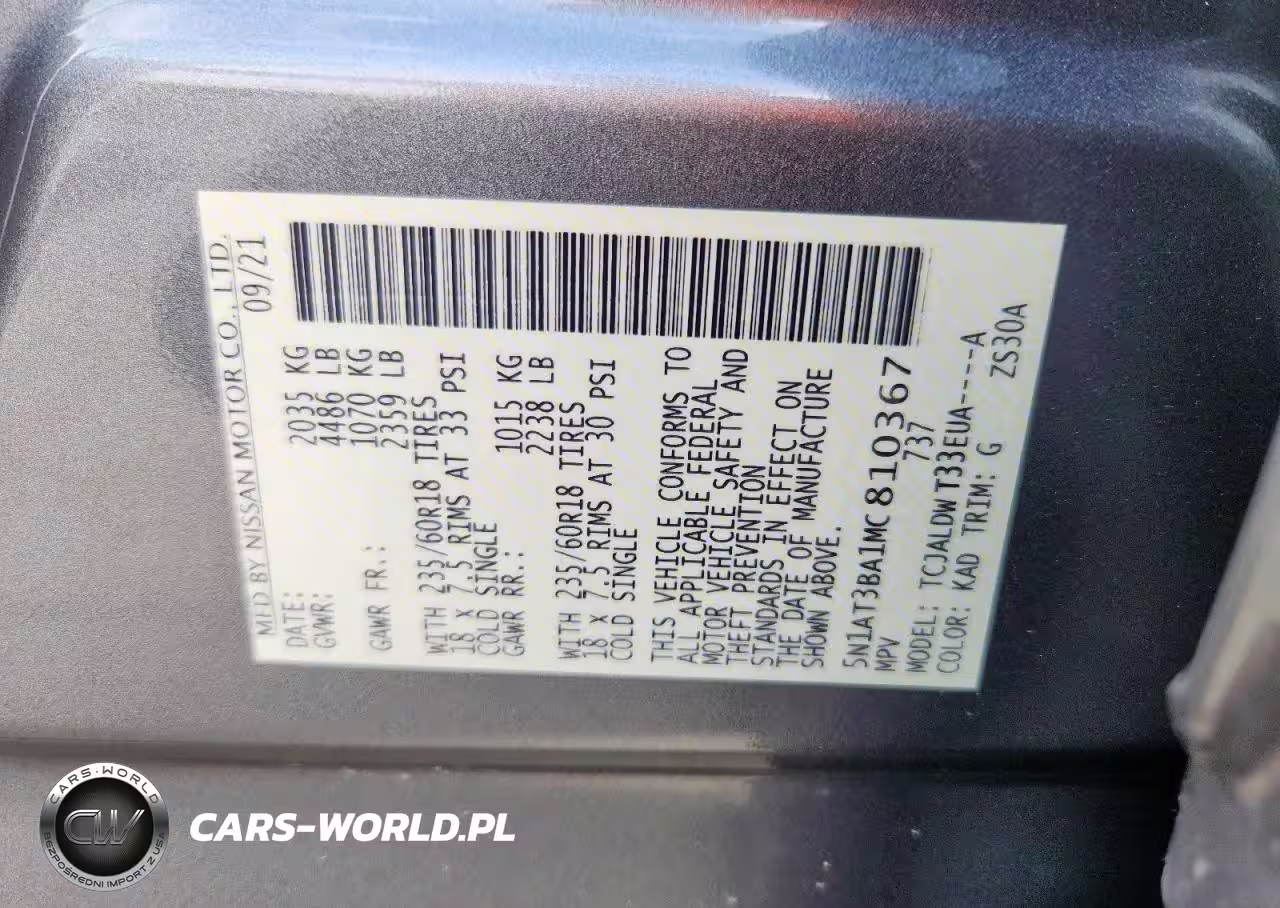 MFD BY NISSAN MOTOR CO., LTD.
DATE: 09/21
GVWR: 2035 KG
4486 LB
GAWR FR.: 1070 KG
2359 LB
WITH 235/60R18 TIRES
18 X 7.5 RIMS AT 33 PSI
COLD SINGLE
GAWR RR.: 1015 KG
2238 LB
WITH 235/60R18 TIRES
18 X 7.5 RIMS AT 30 PSI
COLD SINGLE
THIS VEHICLE CONFORMS TO
ALL APPLICABLE FEDERAL
MOTOR VEHICLE SAFETY AND
THEFT PREVENTION
STANDARDS IN EFFECT ON
THE DATE OF MANUFACTURE
SHOWN ABOVE.
5N1AT3BA1MC810367
MPV 737
MODEL: TCJALDWT33EUA----A
COLOR: KAD TRIM: G ZS30A
CARS-WORLD
CW
BEZPOŚREDNI IMPORT Z USA
CARS-WORLD.PL